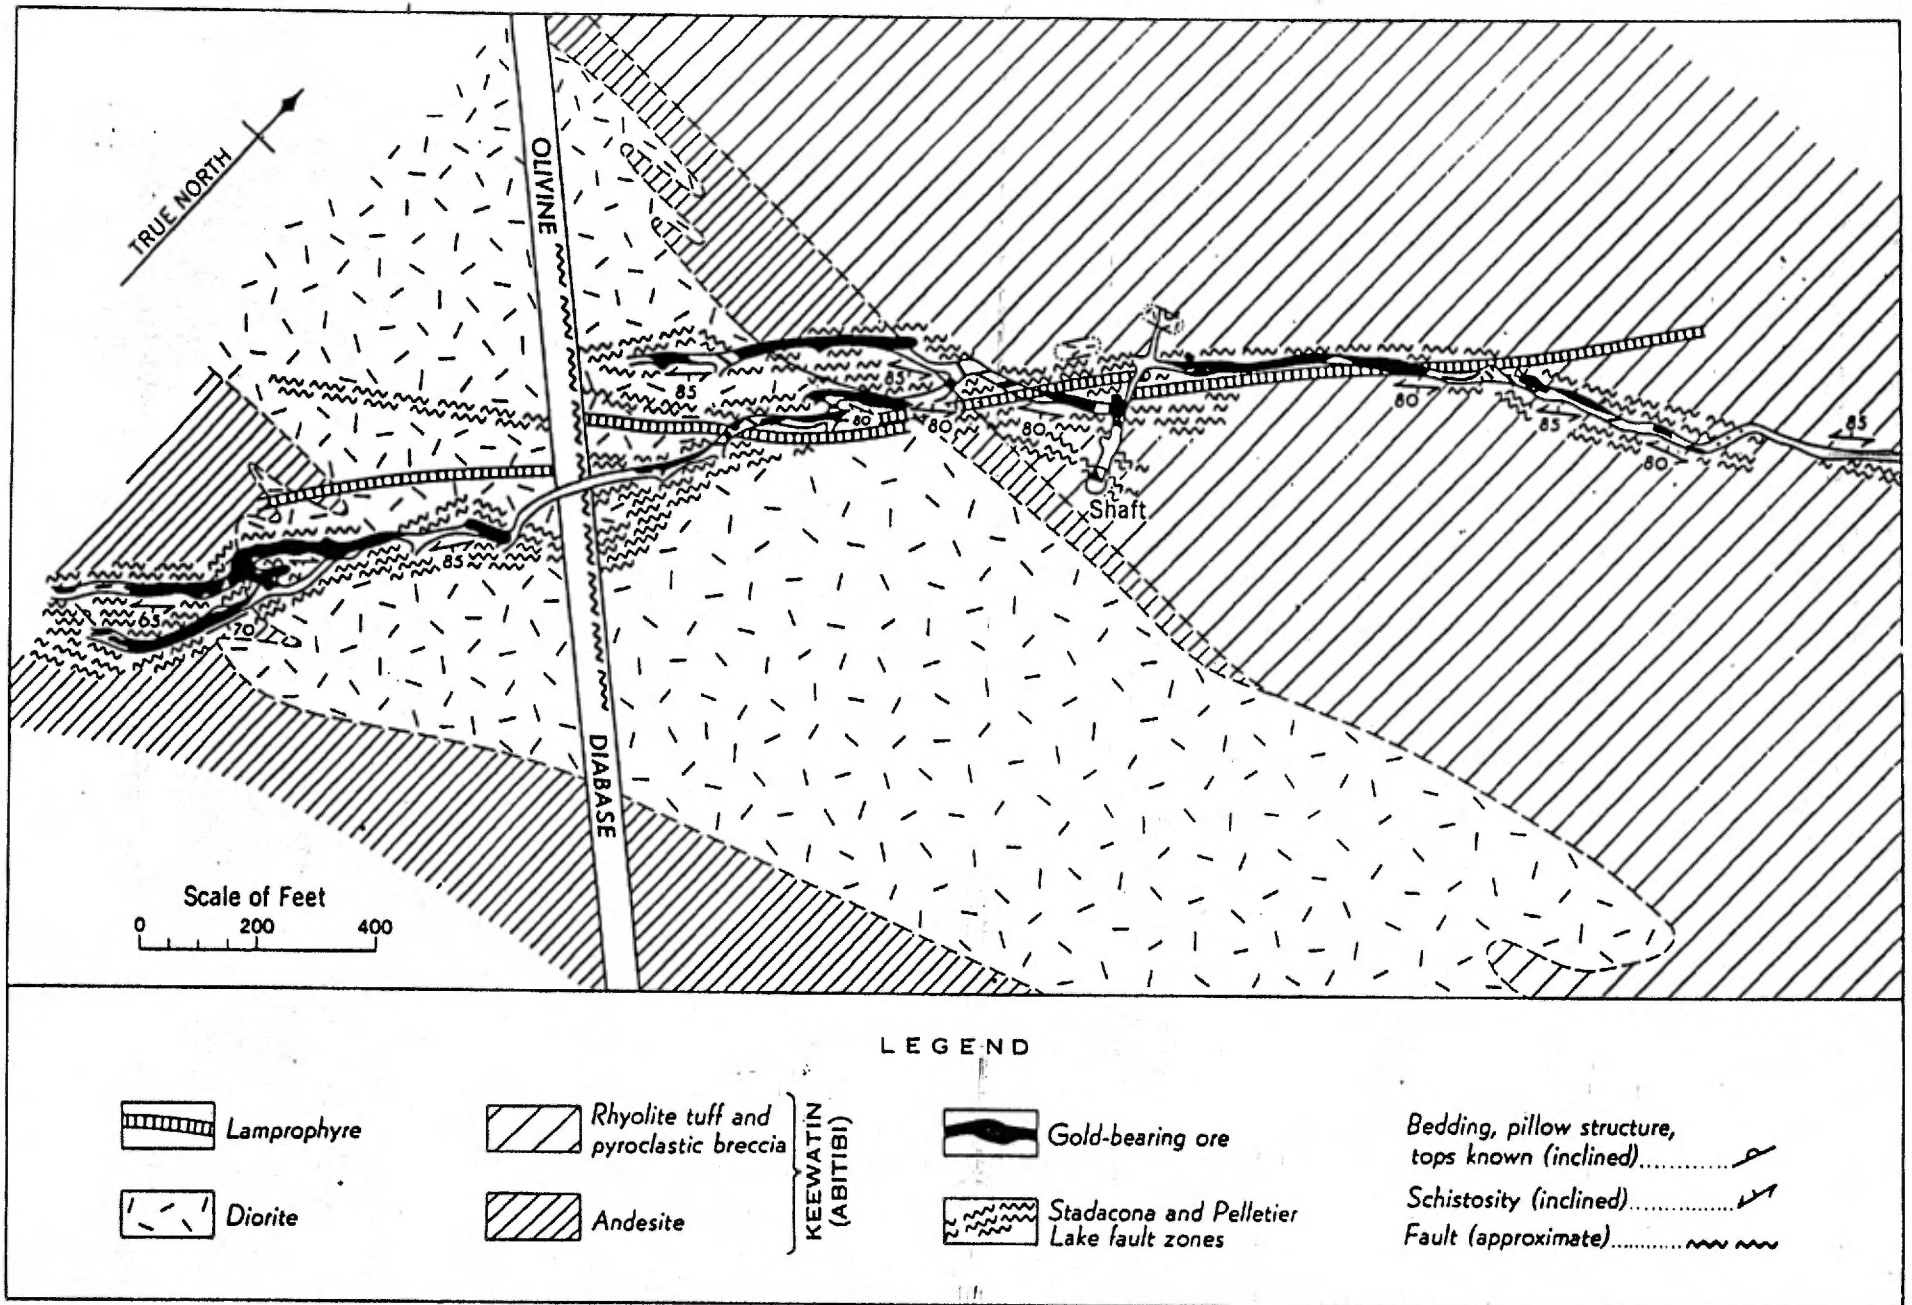 TRUE NORTH
OLIVINE
DIABASE
85
85
80
80
80
80
85
80
85
85
65
70
Shaft
Scale of Feet
0 200 400
LEGEND
Lamprophyre
Diorite
Rhyolite tuff and
pyroclastic breccia
Andesite
KEEWATIN
(ABITIBI)
Gold-bearing ore
Stadacona and Pelletier
Lake fault zones
Bedding, pillow structure,
tops known (inclined)............
Schistosity (inclined)..............
Fault (approximate)...........